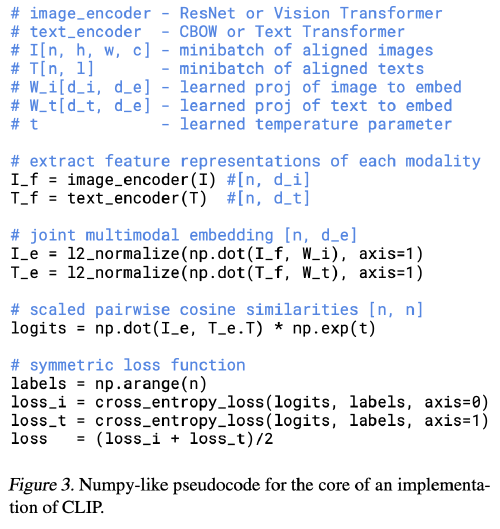 # image_encoder - ResNet or Vision Transformer
# text_encoder - CBOW or Text Transformer
# I[n, h, w, c] - minibatch of aligned images
# T[n, l] - minibatch of aligned texts
# W_i[d_i, d_e] - learned proj of image to embed
# W_t[d_t, d_e] - learned proj of text to embed
# t - learned temperature parameter
# extract feature representations of each modality
I_f = image_encoder(I) #[n, d_i]
T_f = text_encoder(T) #[n, d_t]
# joint multimodal embedding [n, d_e]
I_e = l2_normalize(np.dot(I_f, W_i), axis=1)
T_e = l2_normalize(np.dot(T_f, W_t), axis=1)
# scaled pairwise cosine similarities [n, n]
logits = np.dot(I_e, T_e.T) * np.exp(t)
# symmetric loss function
labels = np.arange(n)
loss_i = cross_entropy_loss(logits, labels, axis=0)
loss_t = cross_entropy_loss(logits, labels, axis=1)
loss = (loss_i + loss_t)/2
Figure 3. Numpy-like pseudocode for the core of an implementa-
tion of CLIP.